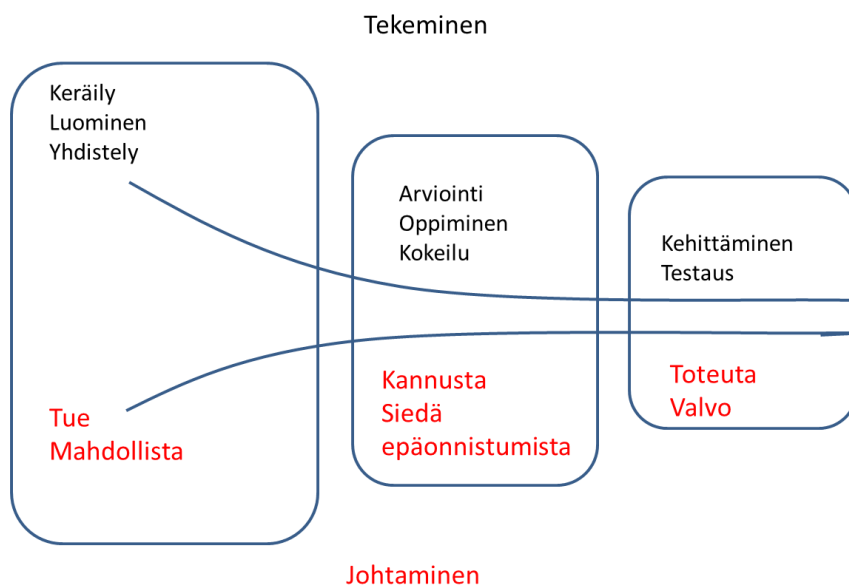 Tekeminen
Keräily
Luominen
Yhdistely
Tue
Mahdollista
Arviointi
Oppiminen
Kokeilu
Kannusta
Siedä
epäonnistumista
Kehittäminen
Testaus
Toteuta
Valvo
Johtaminen